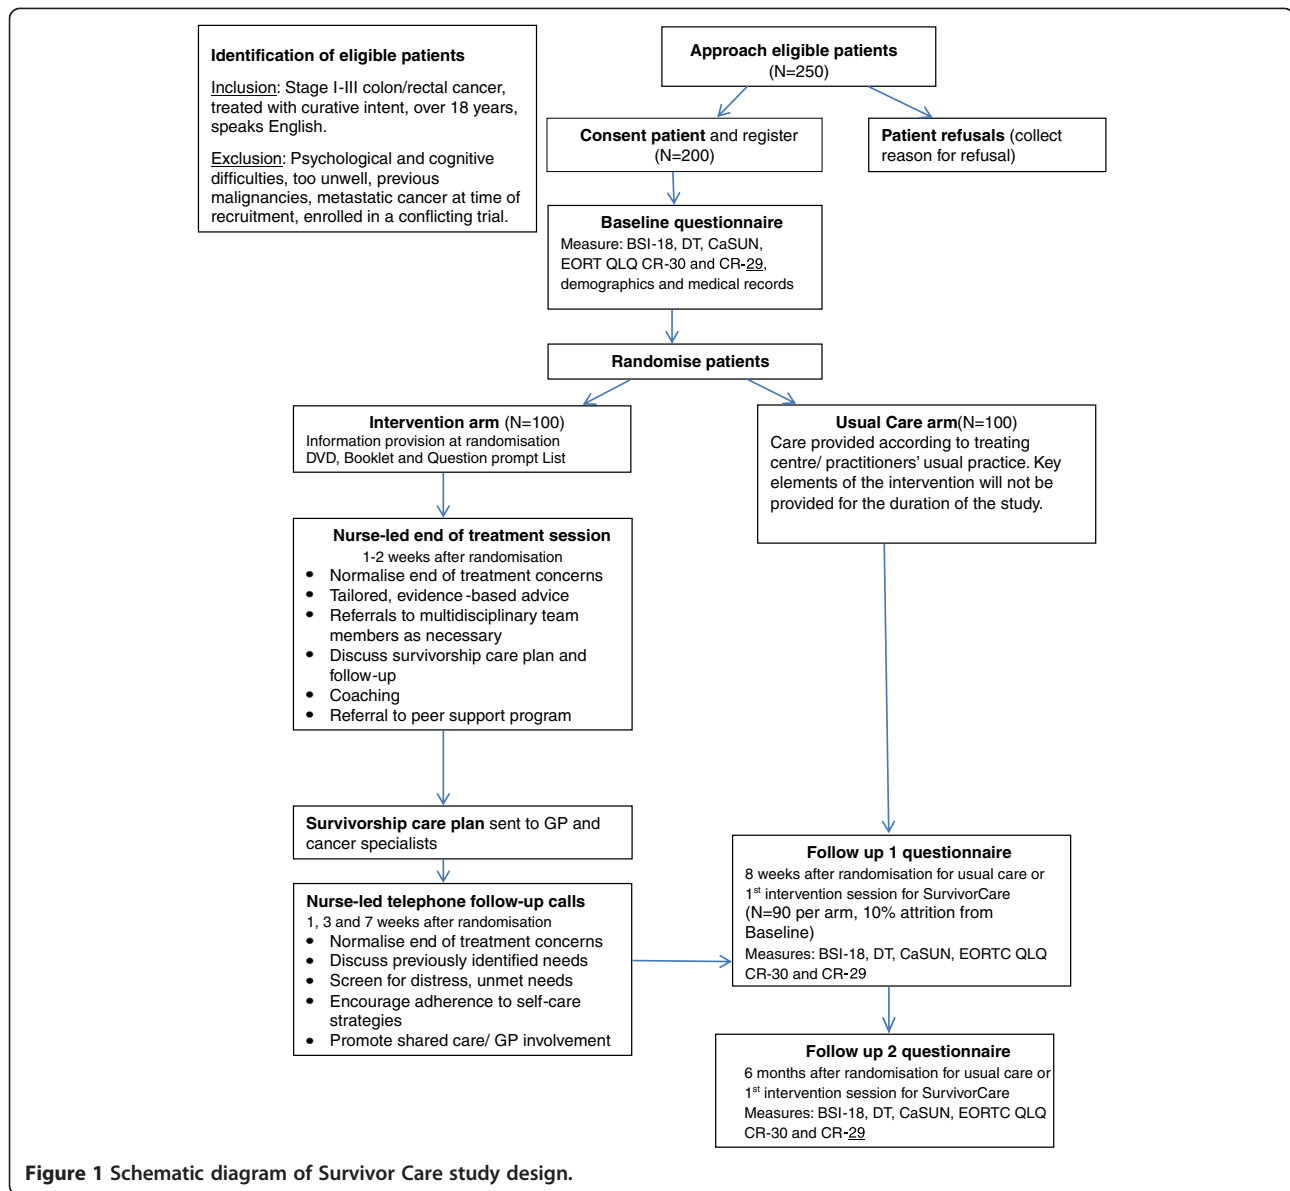 Identification of eligible patients
Inclusion: Stage I-III colon/rectal cancer,
treated with curative intent, over 18 years,
speaks English.
Exclusion: Psychological and cognitive
difficulties, too unwell, previous
malignancies, metastatic cancer at time of
recruitment, enrolled in a conflicting trial.
Approach eligible patients
(N=250)
Consent patient and register
(N=200)
Patient refusals (collect
reason for refusal)
Baseline questionnaire
Measure: BSI-18, DT, CaSUN,
EORT QLQ CR-30 and CR-29,
demographics and medical records
Randomise patients
Intervention arm (N=100)
Information provision at randomisation
DVD, Booklet and Question prompt List
Usual Care arm(N=100)
Care provided according to treating
centre/ practitioners' usual practice. Key
elements of the intervention will not be
provided for the duration of the study.
Nurse-led end of treatment session
1-2 weeks after randomisation
• Normalise end of treatment concerns
• Tailored, evidence-based advice
• Referrals to multidisciplinary team
members as necessary
• Discuss survivorship care plan and
follow-up
• Coaching
• Referral to peer support program
Survivorship care plan sent to GP and
cancer specialists
Nurse-led telephone follow-up calls
1, 3 and 7 weeks after randomisation
• Normalise end of treatment concerns
• Discuss previously identified needs
• Screen for distress, unmet needs
• Encourage adherence to self-care
strategies
• Promote shared care/ GP involvement
Follow up 1 questionnaire
8 weeks after randomisation for usual care or
1st intervention session for SurvivorCare
(N=90 per arm, 10% attrition from
Baseline)
Measures: BSI-18, DT, CaSUN, EORTC QLQ
CR-30 and CR-29
Follow up 2 questionnaire
6 months after randomisation for usual care or
1st intervention session for SurvivorCare
Measures: BSI-18, DT, CaSUN, EORTC QLQ
CR-30 and CR-29
Figure 1 Schematic diagram of Survivor Care study design.